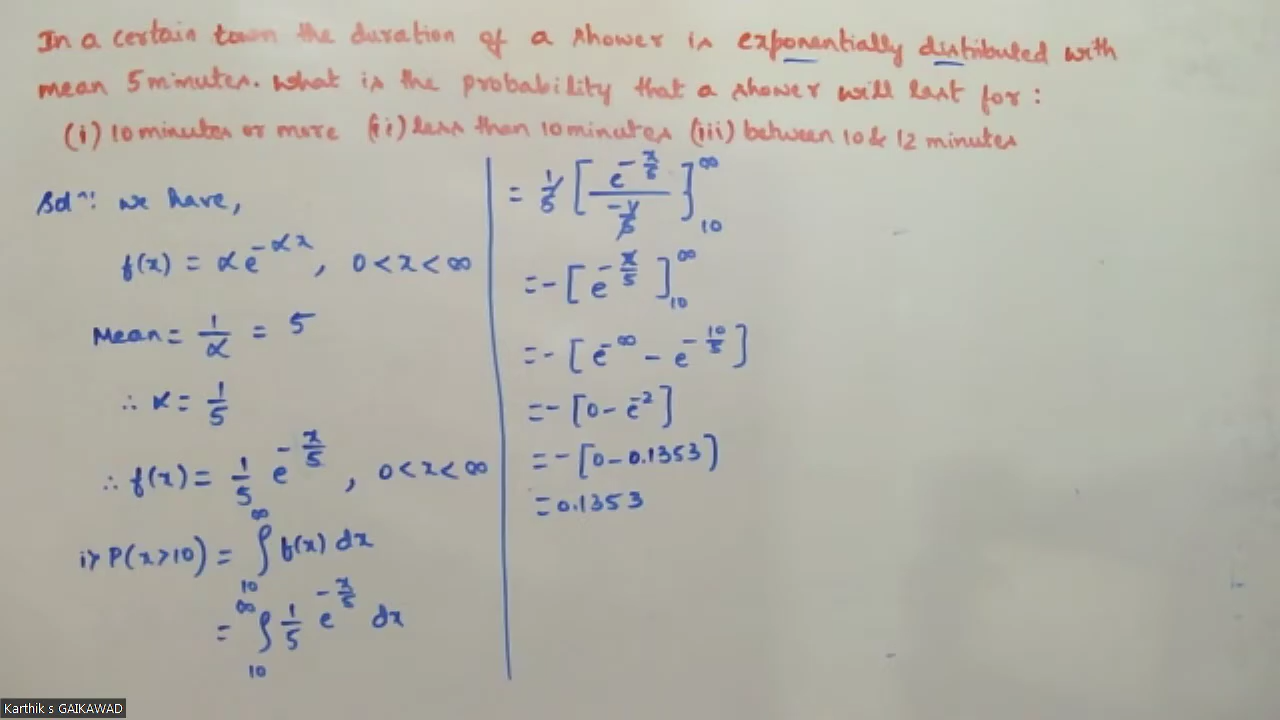 In a certain town the duration of a shower is exponentially distributed with
mean 5 minutes. What is the probability that a shower will last for :
(i) 10 minutes or more (ii) less than 10 minutes (iii) between 10 & 12 minutes
Solⁿ: we have,
f(x) = αe^{-αx}, 0 < x < ∞
Mean = 1/α = 5
∴ α = 1/5
∴ f(x) = 1/5 e^{-x/5}, 0 < x < ∞
i> P(x>10) = ∫_{10}^{∞} f(x) dx
= ∫_{10}^{∞} 1/5 e^{-x/5} dx
= 1/5 [e^{-x/5} / -1/5]_{10}^{∞}
= - [e^{-x/5}]_{10}^{∞}
= - [e^{-∞} - e^{-10/5}]
= - [0 - e^{-2}]
= - [0 - 0.1353]
= 0.1353
Karthik s GAIKAWAD